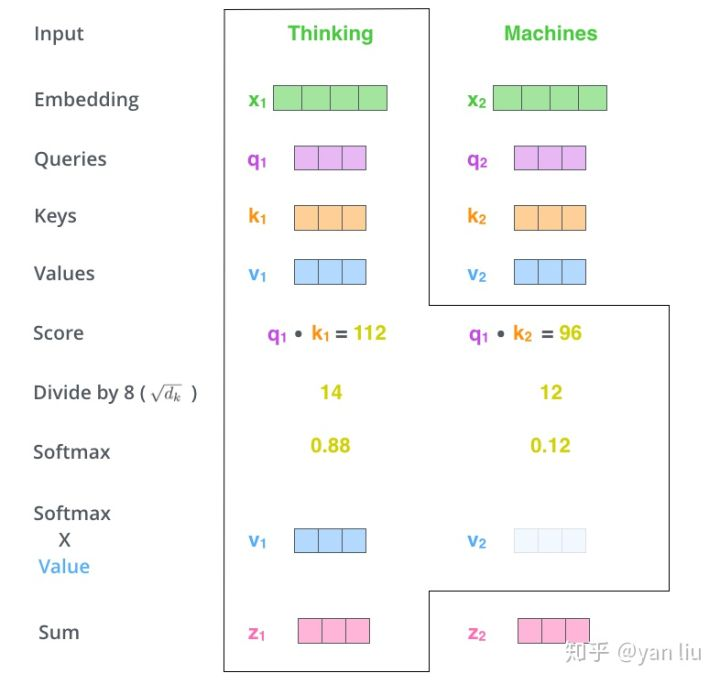 Input Thinking Machines
Embedding x₁ x₂
Queries q₁ q₂
Keys k₁ k₂
Values v₁ v₂
Score q₁ • k₁ = 112 q₁ • k₂ = 96
Divide by 8 ( √dₖ ) 14 12
Softmax 0.88 0.12
Softmax
X v₁ v₂
Value
Sum z₁ z₂
知乎 @yan liu